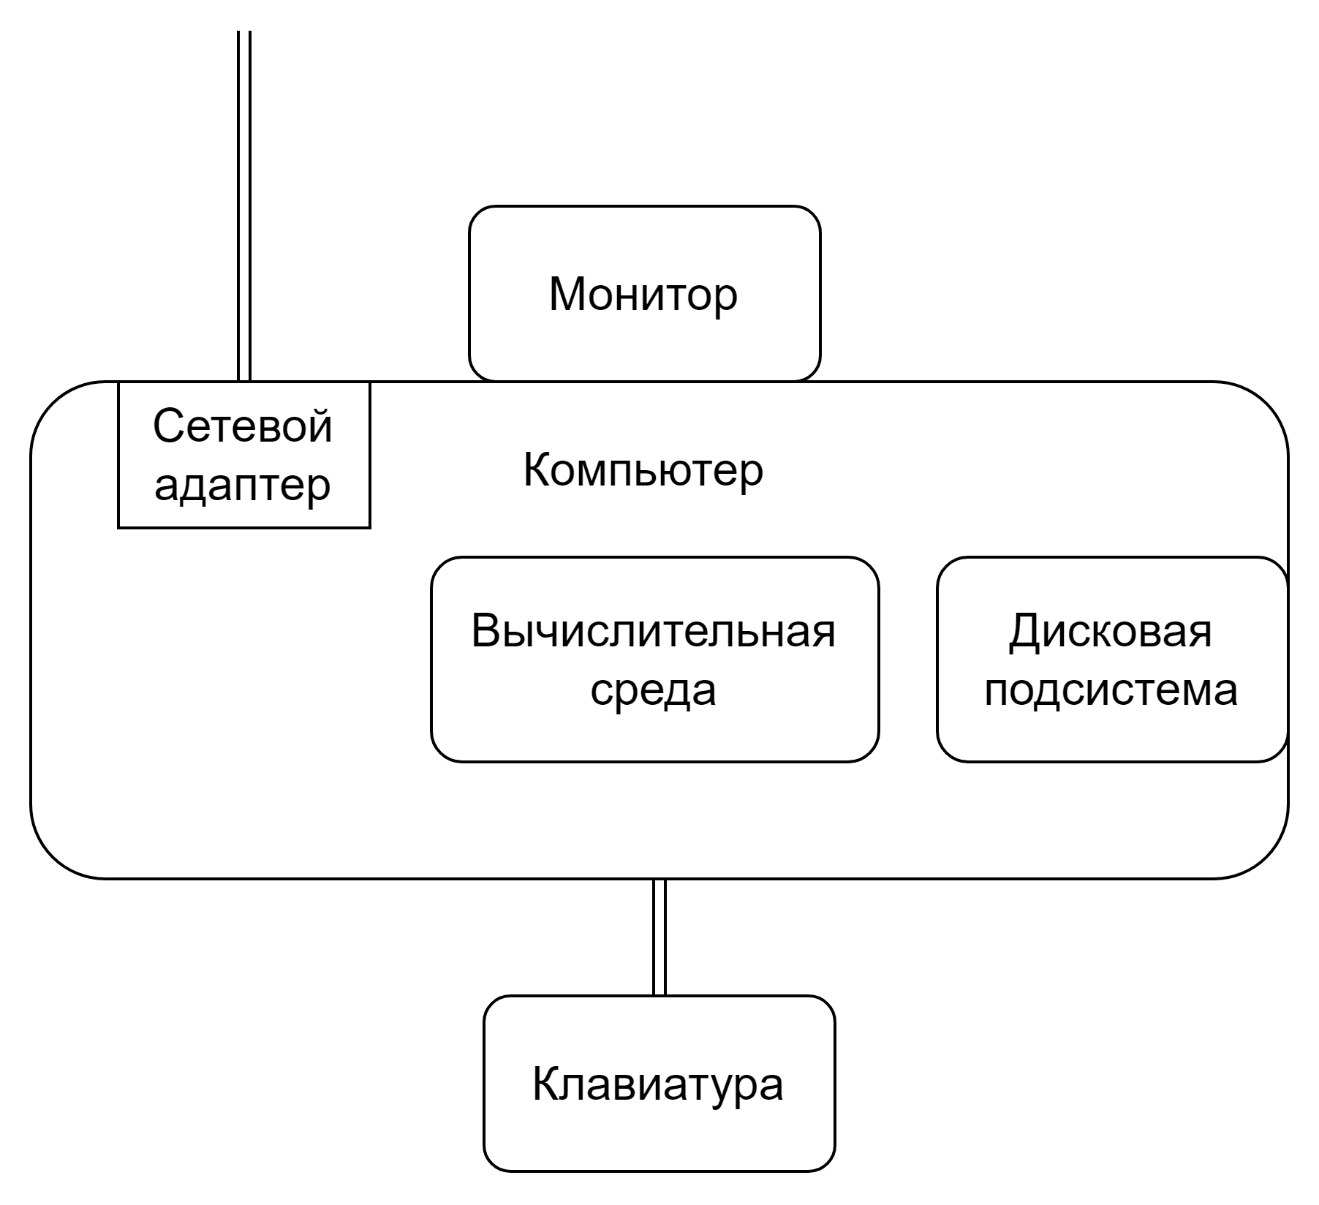 Монитор
Сетевой
адаптер
Компьютер
Вычислительная
среда
Дисковая
подсистема
Клавиатура